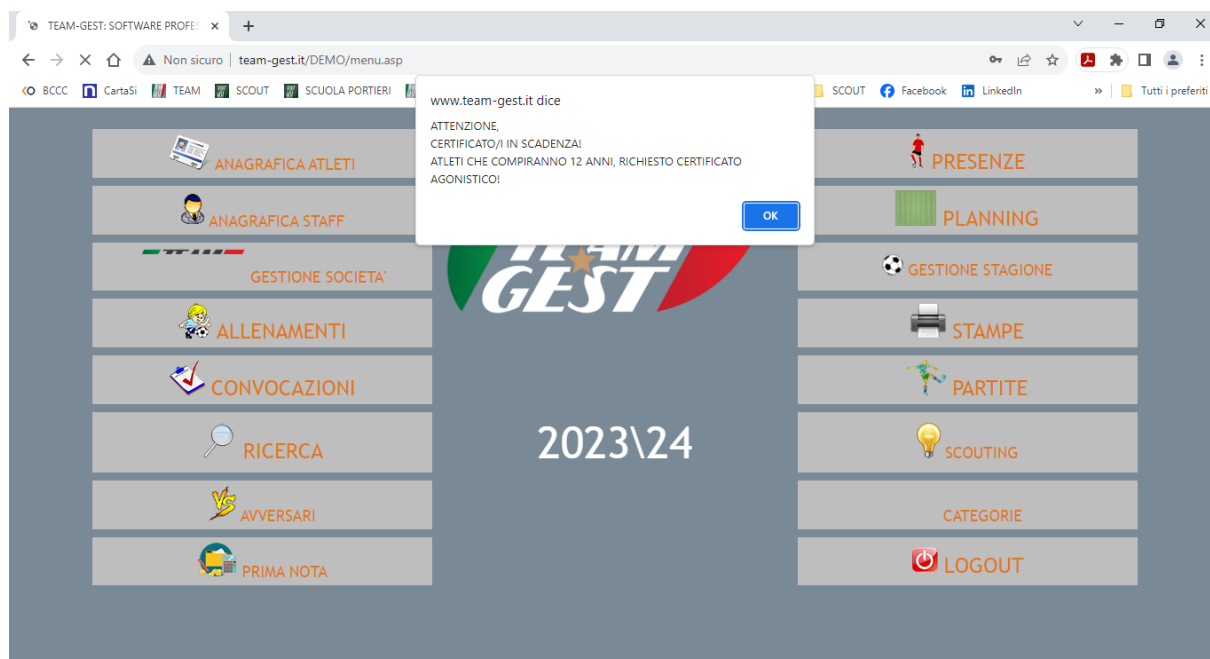 TEAM-GEST: SOFTWARE PROFES
Non sicuro | team-gest.it/DEMO/menu.asp
BCCC CartaSi TEAM SCOUT SCUOLA PORTIERI SCOUT Facebook LinkedIn » Tutti i preferiti
www.team-gest.it dice
ATTENZIONE,
CERTIFICATO/I IN SCADENZA!
ATLETI CHE COMPIRANNO 12 ANNI, RICHIESTO CERTIFICATO
AGONISTICO!
OK
ANAGRAFICA ATLETI
ANAGRAFICA STAFF
TEAM
GESTIONE SOCIETA'
ALLENAMENTI
CONVOCAZIONI
RICERCA
VS
AVVERSARI
PRIMA NOTA
TEAM
GEST
2023\24
PRESENZE
PLANNING
GESTIONE STAGIONE
STAMPE
PARTITE
SCOUTING
CATEGORIE
LOGOUT